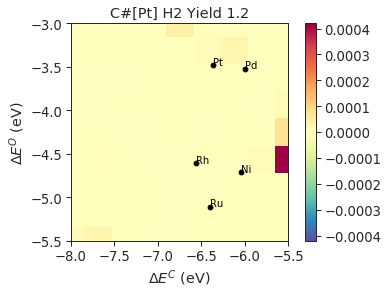 C#[Pt] H2 Yield 1.2
−3.0
−3.5
−4.0
−4.5
−5.0
−5.5
ΔE^O (eV)
Pt
Pd
Rh
Ni
Ru
−8.0 −7.5 −7.0 −6.5 −6.0 −5.5
ΔE^C (eV)
0.0004
0.0003
0.0002
0.0001
0.0000
−0.0001
−0.0002
−0.0003
−0.0004